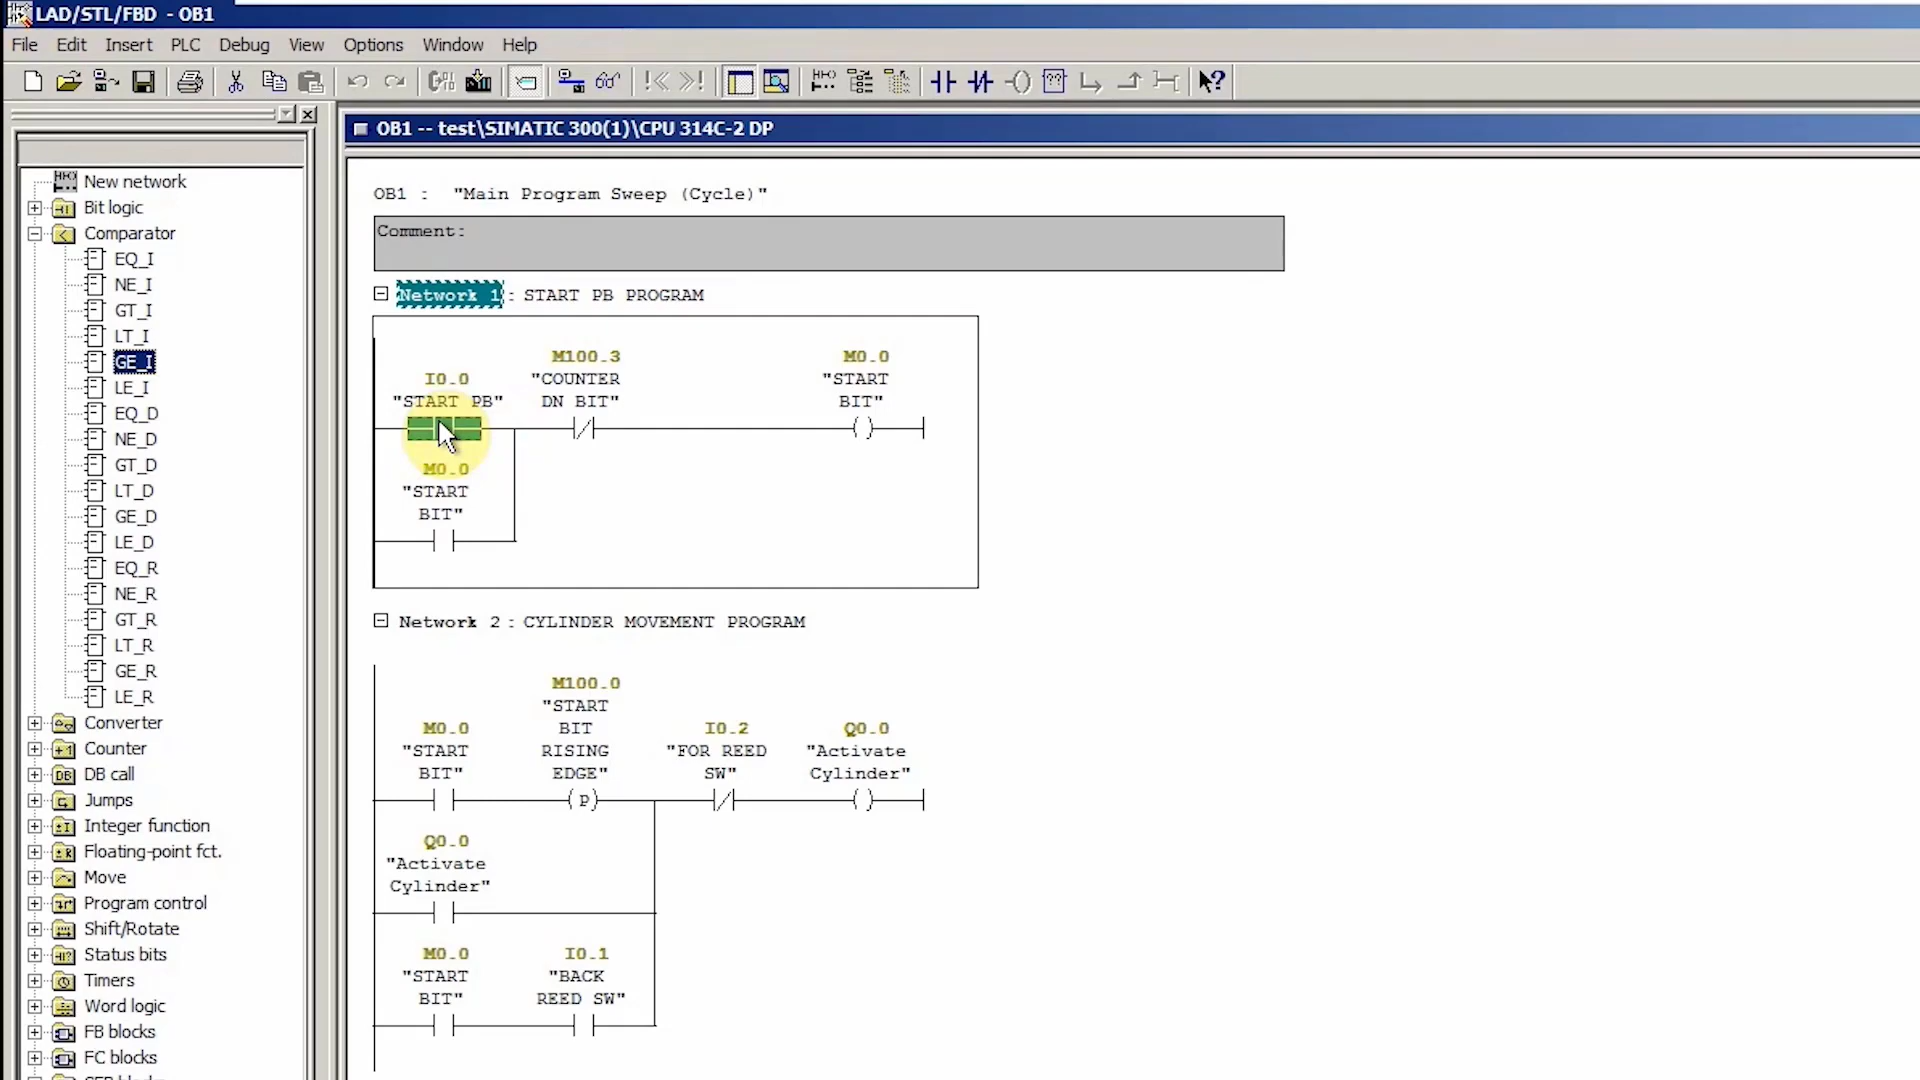 LAD/STL/FBD - OB1
File Edit Insert PLC Debug View Options Window Help
OB1 -- test\SIMATIC 300(1)\CPU 314C-2 DP
New network
Bit logic
Comparator
EQ_I
NE_I
GT_I
LT_I
GE_I
LE_I
EQ_D
NE_D
GT_D
LT_D
GE_D
LE_D
EQ_R
NE_R
GT_R
LT_R
GE_R
LE_R
Converter
Counter
DB call
Jumps
Integer function
Floating-point fct.
Move
Program control
Shift/Rotate
Status bits
Timers
Word logic
FB blocks
FC blocks
OB1 : "Main Program Sweep (Cycle)"
Comment:
Network 1 : START PB PROGRAM
M100.3 M0.0
I0.0 "COUNTER "START
"START PB" DN BIT" BIT"
M0.0
"START
BIT"
Network 2 : CYLINDER MOVEMENT PROGRAM
M100.0
"START
M0.0 BIT I0.2 Q0.0
"START RISING "FOR REED "Activate
BIT" EDGE" SW" Cylinder"
P
Q0.0
"Activate
Cylinder"
M0.0 I0.1
"START "BACK
BIT" REED SW"